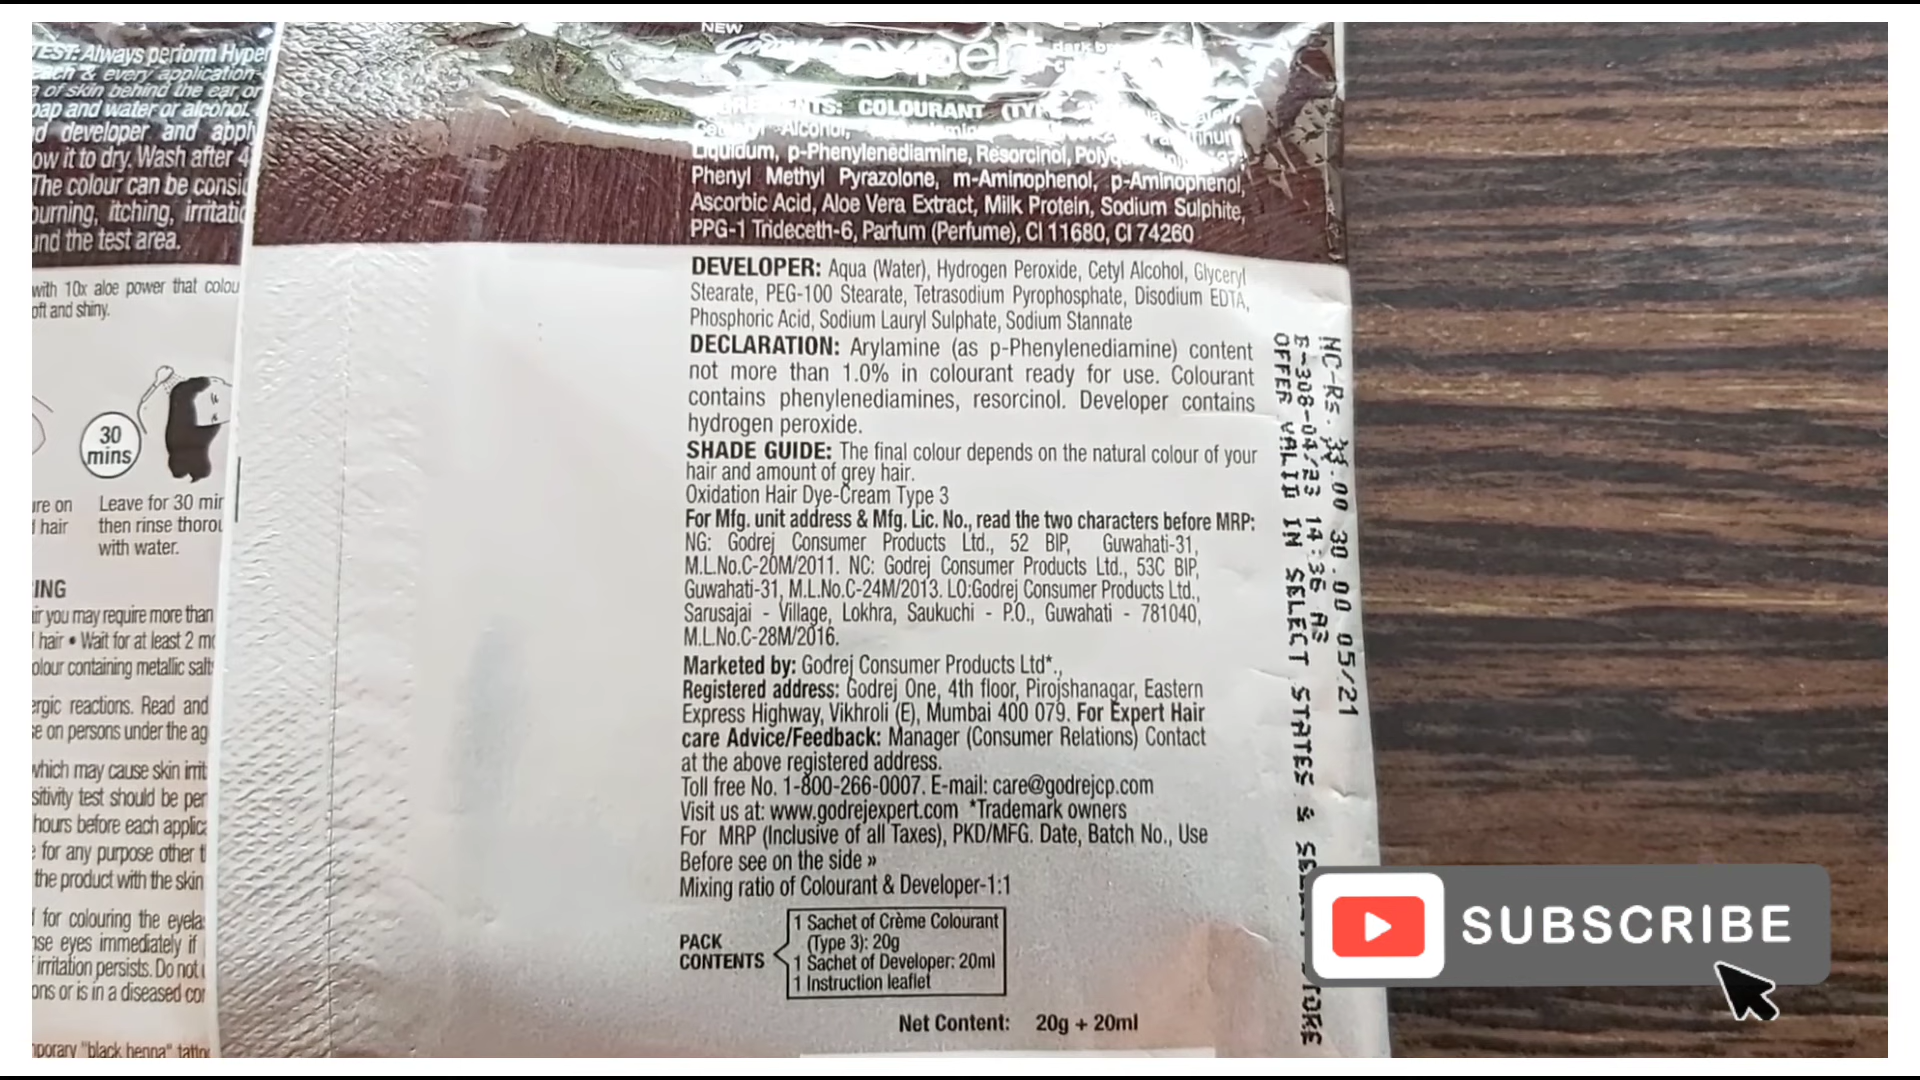 TEST: Always perform Hyper
each & every application-
of skin behind the ear or
soap and water or alcohol.
developer and apply
ow it to dry. Wash after 4
The colour can be consid
burning, itching, irritatio
und the test area.
with 10x aloe power that colou
oft and shiny.
30
mins
ure on
hair
Leave for 30 min
then rinse thorou
with water.
ING
ir you may require more than
hair • Wait for at least 2 mo
olour containing metallic salt
ergic reactions. Read and
se on persons under the ag
which may cause skin irrit
sitivity test should be per
hours before each applica
for any purpose other t
the product with the skin
for colouring the eyela
nse eyes immediately if
irritation persists. Do not
ons or is in a diseased cor
mporary "black henna" tattoo
NEW
Godrej expert
INGREDIENTS: COLOURANT (TYPE
Alcohol,
Liquidum, p-Phenylenediamine, Resorcinol,
Phenyl Methyl Pyrazolone, m-Aminophenol, p-Aminophenol,
Ascorbic Acid, Aloe Vera Extract, Milk Protein, Sodium Sulphite,
PPG-1 Trideceth-6, Parfum (Perfume), CI 11680, CI 74260
DEVELOPER: Aqua (Water), Hydrogen Peroxide, Cetyl Alcohol, Glyceryl
Stearate, PEG-100 Stearate, Tetrasodium Pyrophosphate, Disodium EDTA,
Phosphoric Acid, Sodium Lauryl Sulphate, Sodium Stannate
DECLARATION: Arylamine (as p-Phenylenediamine) content
not more than 1.0% in colourant ready for use. Colourant
contains phenylenediamines, resorcinol. Developer contains
hydrogen peroxide.
SHADE GUIDE: The final colour depends on the natural colour of your
hair and amount of grey hair.
Oxidation Hair Dye-Cream Type 3
For Mfg. unit address & Mfg. Lic. No., read the two characters before MRP:
NG: Godrej Consumer Products Ltd., 52 BIP, Guwahati-31,
M.L.No.C-20M/2011. NC: Godrej Consumer Products Ltd., 53C BIP,
Guwahati-31, M.L.No.C-24M/2013. LO:Godrej Consumer Products Ltd.,
Sarusajai - Village, Lokhra, Saukuchi - P.O., Guwahati - 781040,
M.L.No.C-28M/2016.
Marketed by: Godrej Consumer Products Ltd*.,
Registered address: Godrej One, 4th floor, Pirojshanagar, Eastern
Express Highway, Vikhroli (E), Mumbai 400 079. For Expert Hair
care Advice/Feedback: Manager (Consumer Relations) Contact
at the above registered address.
Toll free No. 1-800-266-0007. E-mail: care@godrejcp.com
Visit us at: www.godrejexpert.com *Trademark owners
For MRP (Inclusive of all Taxes), PKD/MFG. Date, Batch No., Use
Before see on the side »
Mixing ratio of Colourant & Developer-1:1
PACK
CONTENTS
1 Sachet of Crème Colourant
(Type 3): 20g
1 Sachet of Developer: 20ml
1 Instruction leaflet
Net Content: 20g + 20ml
NC-Rs. 30.00 05/21
B-308-04/23 14:36 A3
OFFER VALID IN SELECT STATES &
SUBSCRIBE